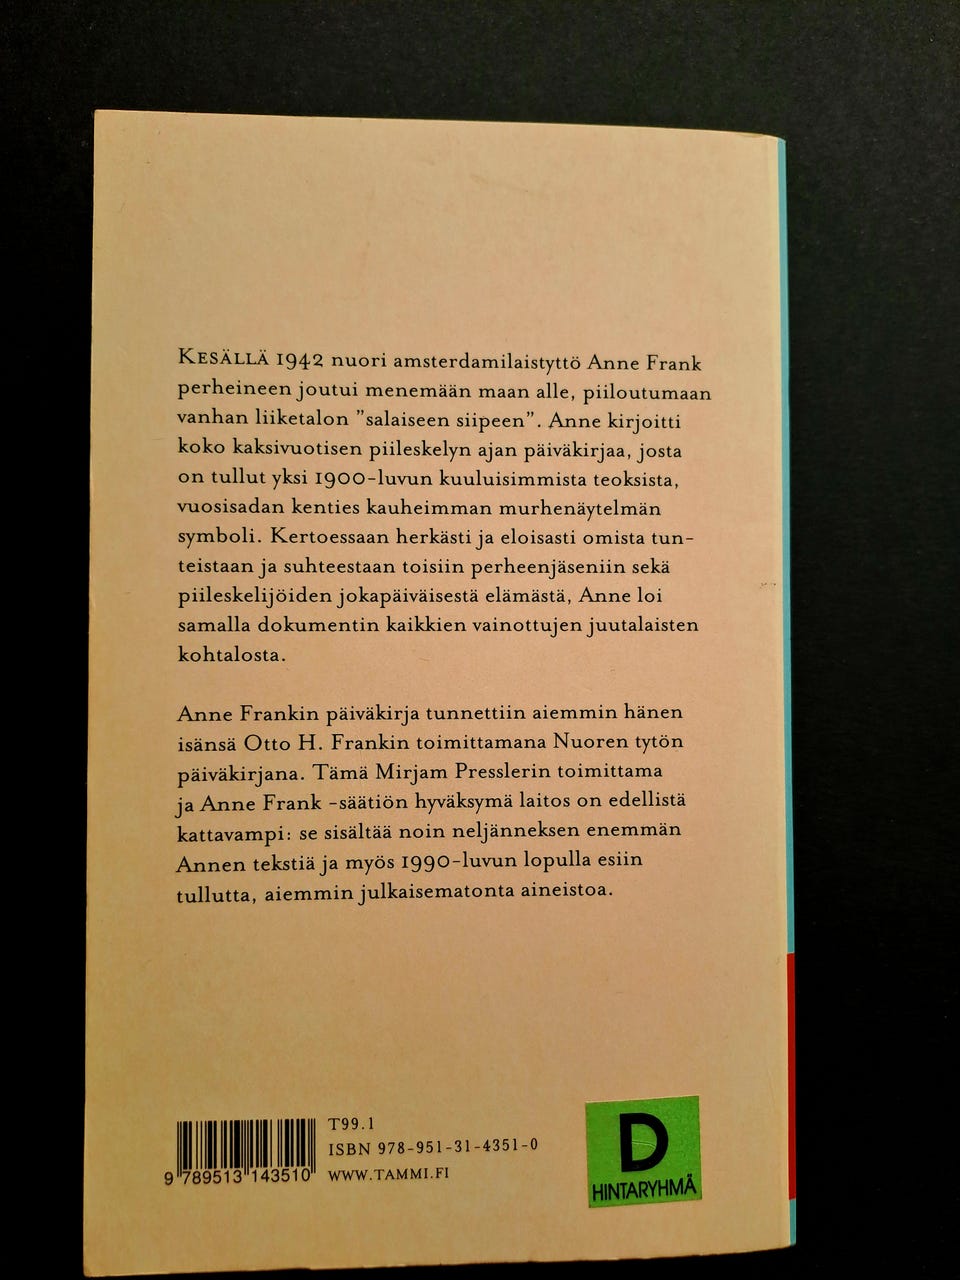 KESÄLLÄ 1942 nuori amsterdamilaistyttö Anne Frank
perheineen joutui menemään maan alle, piiloutumaan
vanhan liiketalon ”salaiseen siipeen”. Anne kirjoitti
koko kaksivuotisen piileskelyn ajan päiväkirjaa, josta
on tullut yksi 1900-luvun kuuluisimmista teoksista,
vuosisadan kenties kauheimman murhenäytelmän
symboli. Kertoessaan herkästi ja eloisasti omista tun-
teistaan ja suhteestaan toisiin perheenjäseniin sekä
piileskelijöiden jokapäiväisestä elämästä, Anne loi
samalla dokumentin kaikkien vainottujen juutalaisten
kohtalosta.
Anne Frankin päiväkirja tunnettiin aiemmin hänen
isänsä Otto H. Frankin toimittamana Nuoren tytön
päiväkirjana. Tämä Mirjam Presslerin toimittama
ja Anne Frank -säätiön hyväksymä laitos on edellistä
kattavampi: se sisältää noin neljänneksen enemmän
Annen tekstiä ja myös 1990-luvun lopulla esiin
tullutta, aiemmin julkaisematonta aineistoa.
T99.1
ISBN 978-951-31-4351-0
WWW.TAMMI.FI
9 789513 143510
D
HINTARYHMÄ